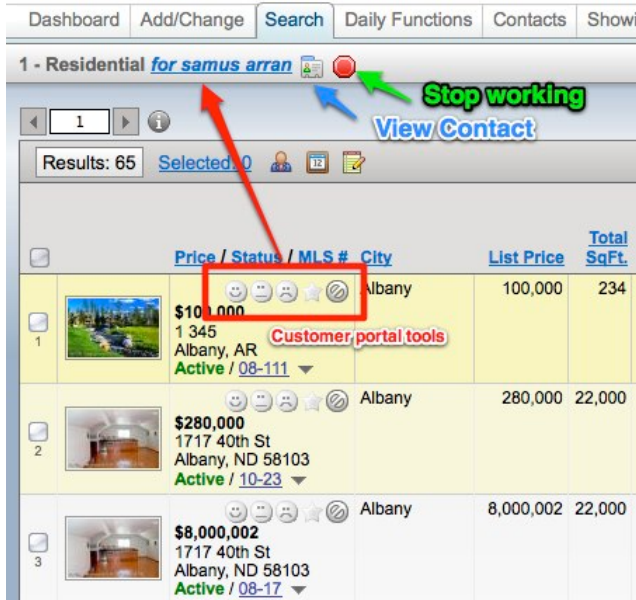 Dashboard Add/Change Search Daily Functions Contacts Showi
1 - Residential for samus arran
Stop working
View Contact
1
Results: 65 Selected: 0
Price / Status / MLS # City List Price Total SqFt.
1 $100,000 Albany 100,000 234
1 345
Customer portal tools
Albany, AR
Active / 08-111
2 $280,000 Albany 280,000 22,000
1717 40th St
Albany, ND 58103
Active / 10-23
3 $8,000,002 Albany 8,000,002 22,000
1717 40th St
Albany, ND 58103
Active / 08-17